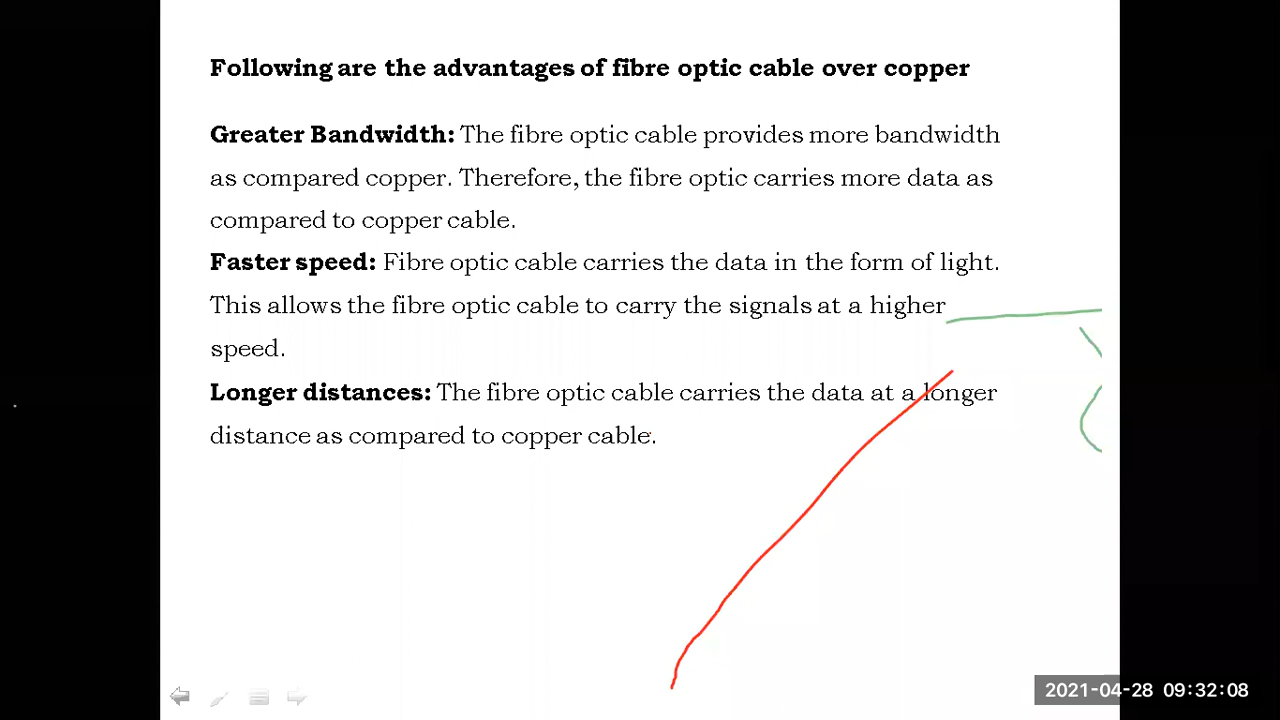 Following are the advantages of fibre optic cable over copper
Greater Bandwidth: The fibre optic cable provides more bandwidth
as compared copper. Therefore, the fibre optic carries more data as
compared to copper cable.
Faster speed: Fibre optic cable carries the data in the form of light.
This allows the fibre optic cable to carry the signals at a higher
speed.
Longer distances: The fibre optic cable carries the data at a longer
distance as compared to copper cable.
2021-04-28 09:32:08